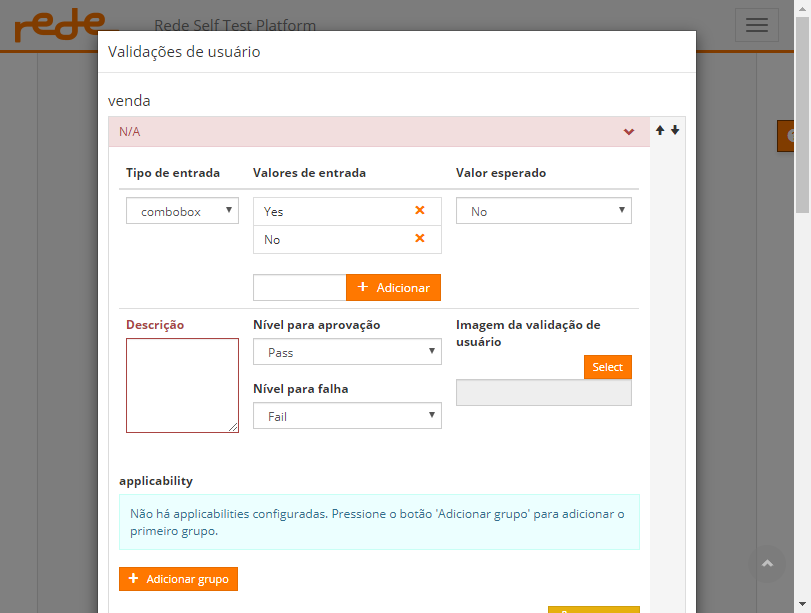 rede
Rede Self Test Platform
Validações de usuário
venda
N/A
Tipo de entrada
Valores de entrada
Valor esperado
combobox
Yes
No
No
Adicionar
Descrição
Nível para aprovação
Imagem da validação de
usuário
Pass
Select
Nível para falha
Fail
applicability
Não há applicabilities configuradas. Pressione o botão 'Adicionar grupo' para adicionar o
primeiro grupo.
Adicionar grupo